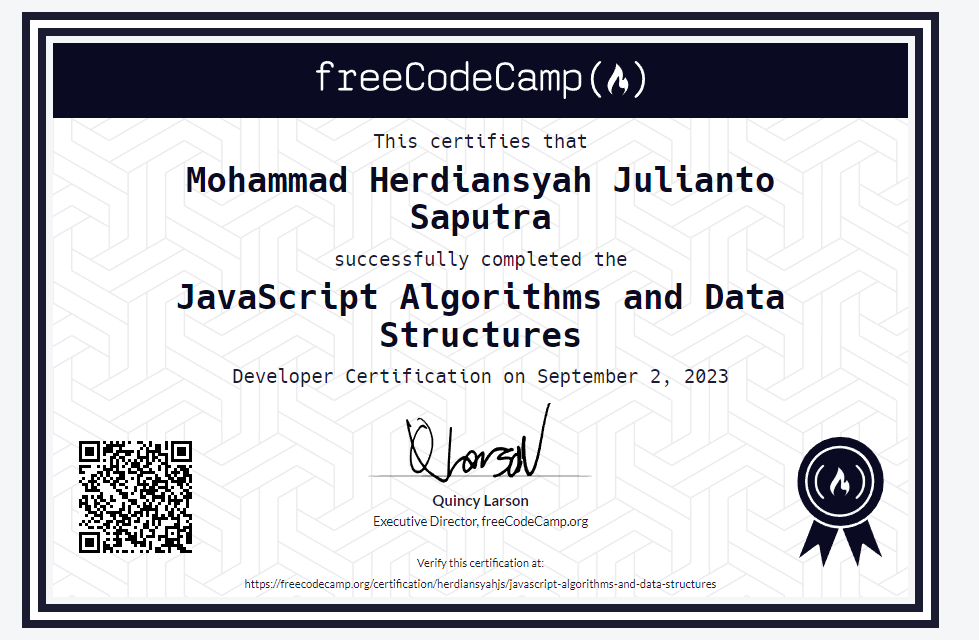 freeCodeCamp
This certifies that
Mohammad Herdiansyah Julianto
Saputra
successfully completed the
JavaScript Algorithms and Data
Structures
Developer Certification on September 2, 2023
Q Larson
Quincy Larson
Executive Director, freeCodeCamp.org
Verify this certification at:
https://freecodecamp.org/certification/herdiansyahjs/javascript-algorithms-and-data-structures